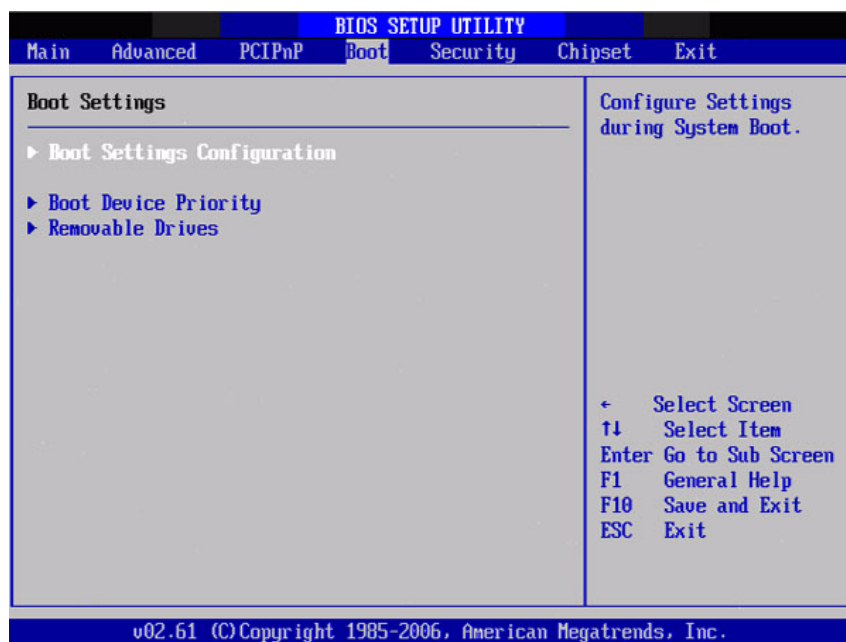 BIOS SETUP UTILITY
Main Advanced PCIPnP Boot Security Chipset Exit
Boot Settings
▶ Boot Settings Configuration
▶ Boot Device Priority
▶ Removable Drives
Configure Settings
during System Boot.
← Select Screen
↑↓ Select Item
Enter Go to Sub Screen
F1 General Help
F10 Save and Exit
ESC Exit
v02.61 (C)Copyright 1985-2006, American Megatrends, Inc.